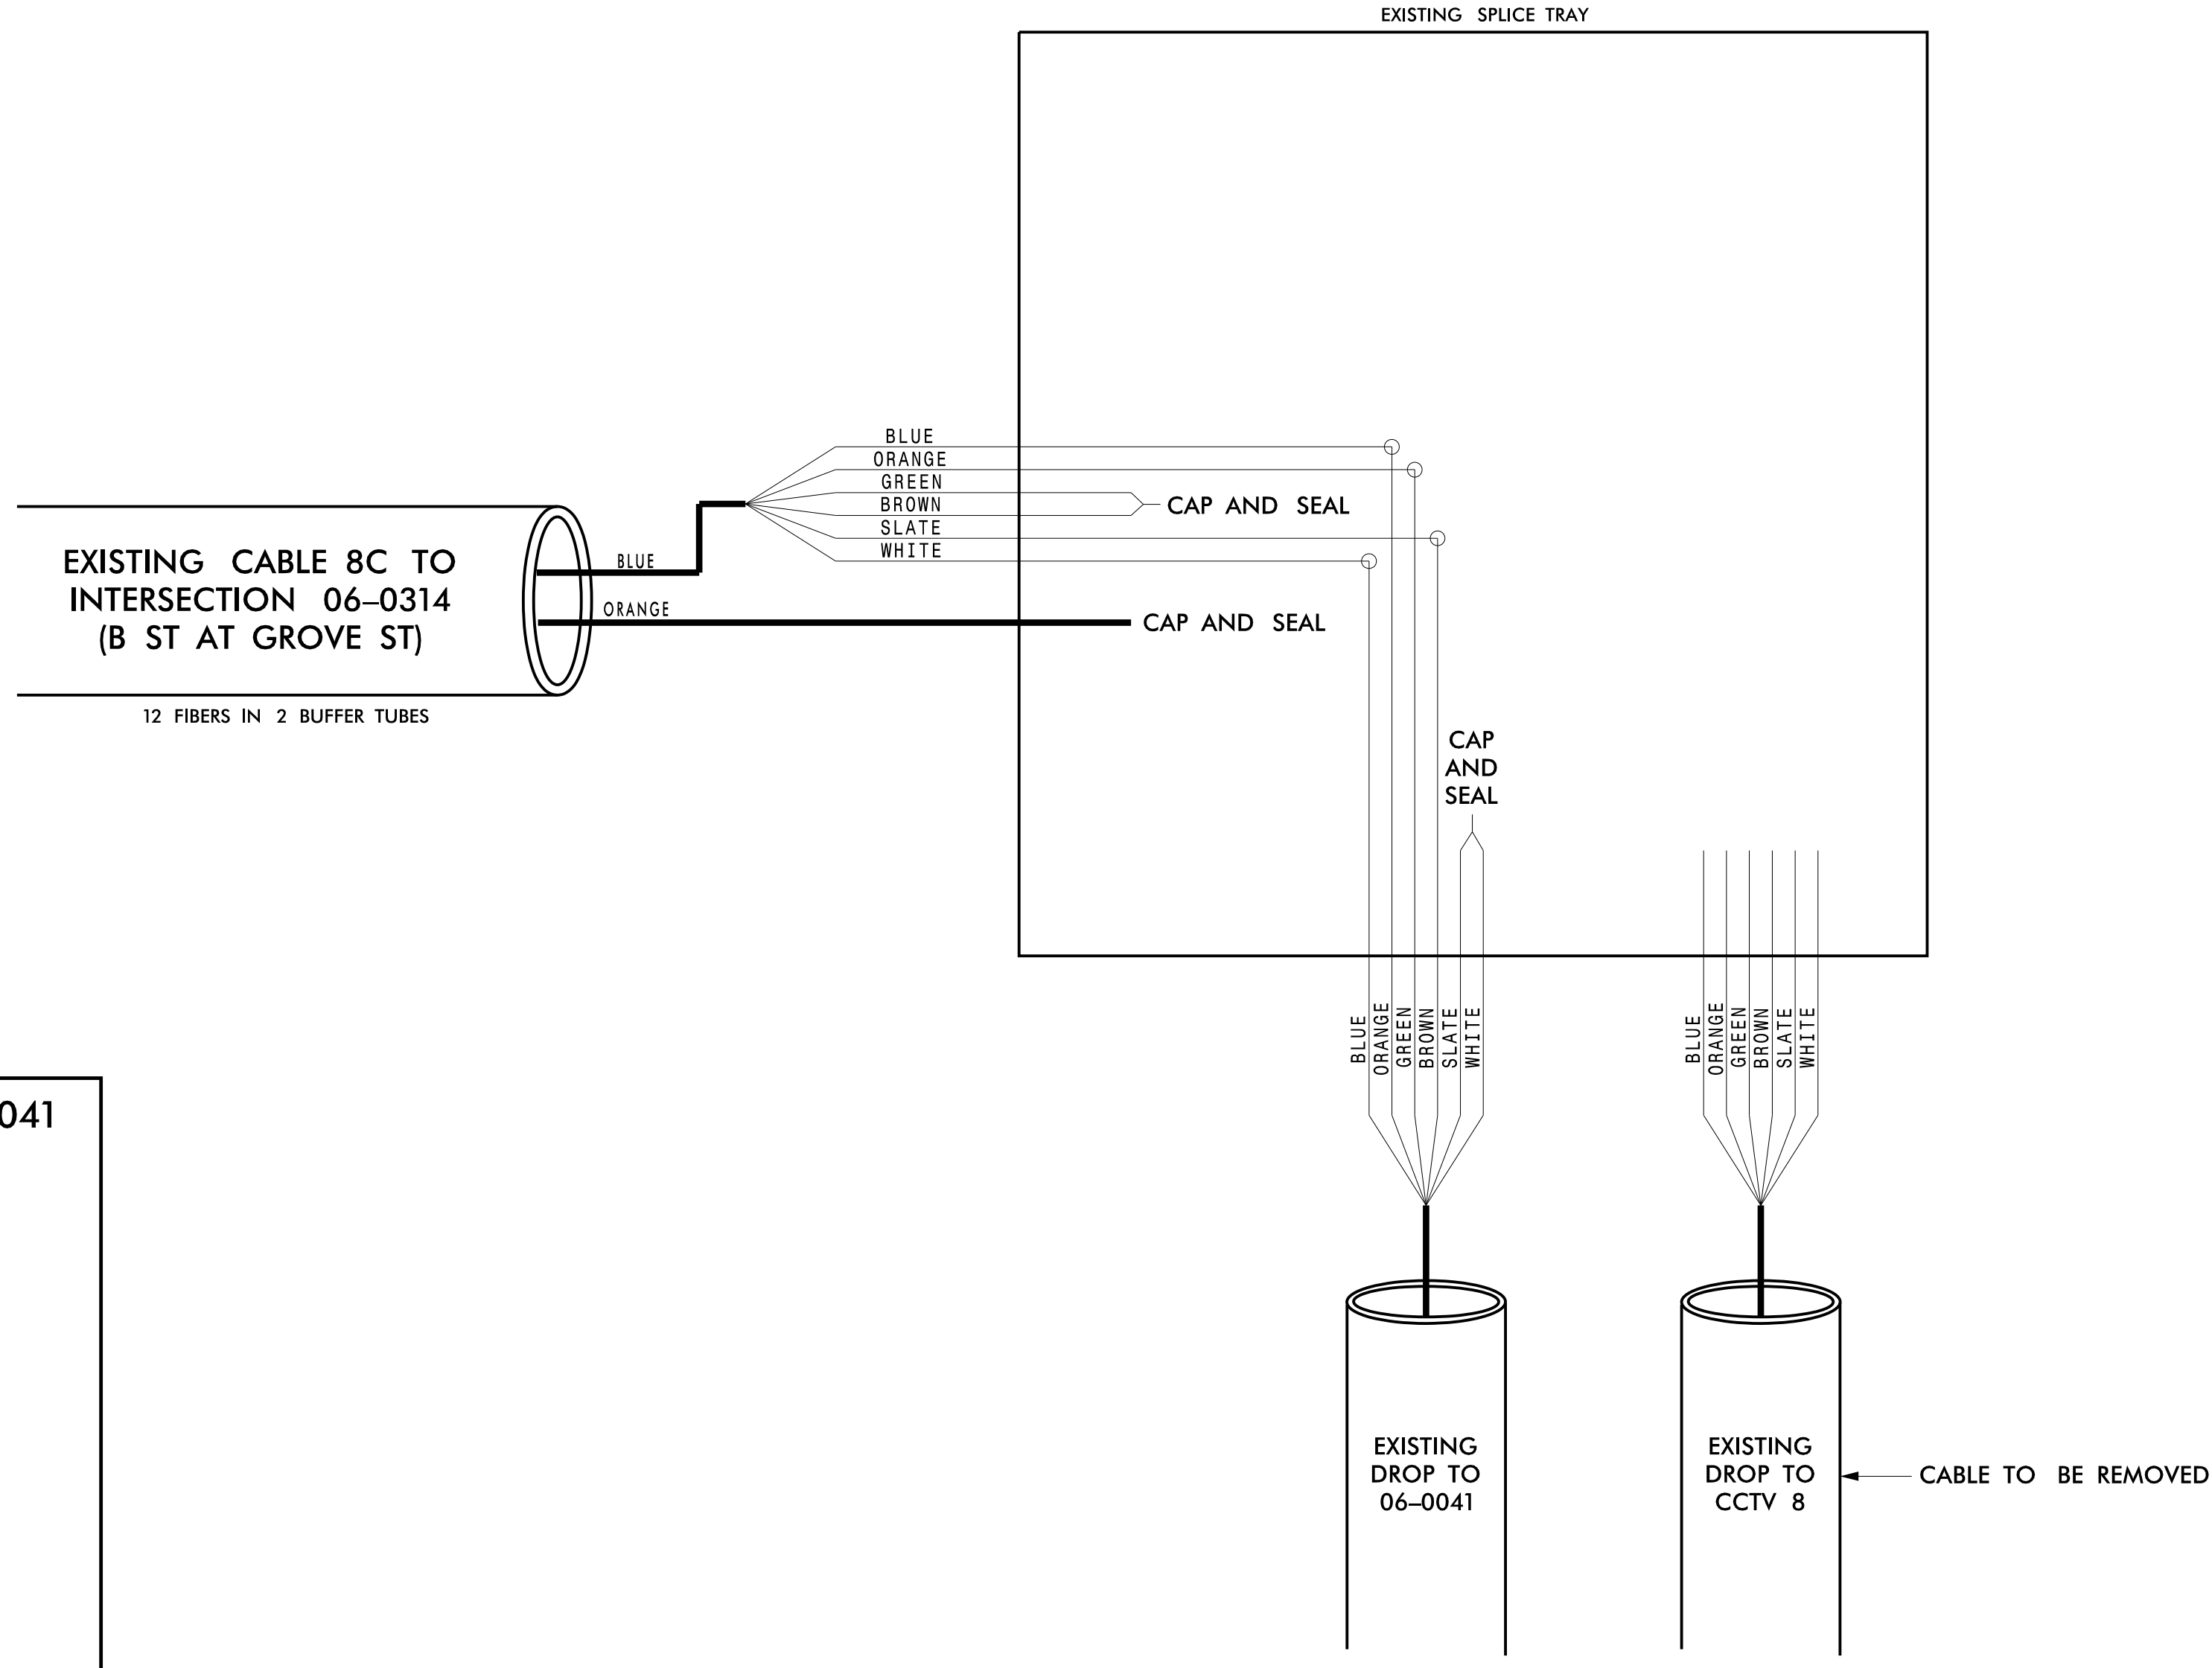 EXISTING SPLICE TRAY
BLUE
ORANGE
GREEN
BROWN
SLATE
WHITE
CAP AND SEAL
EXISTING CABLE 8C TO
INTERSECTION 06–0314
(B ST AT GROVE ST)
BLUE
ORANGE
CAP AND SEAL
12 FIBERS IN 2 BUFFER TUBES
CAP
AND
SEAL
BLUE
ORANGE
GREEN
BROWN
SLATE
WHITE
BLUE
ORANGE
GREEN
BROWN
SLATE
WHITE
041
EXISTING
DROP TO
06–0041
EXISTING
DROP TO
CCTV 8
CABLE TO BE REMOVED